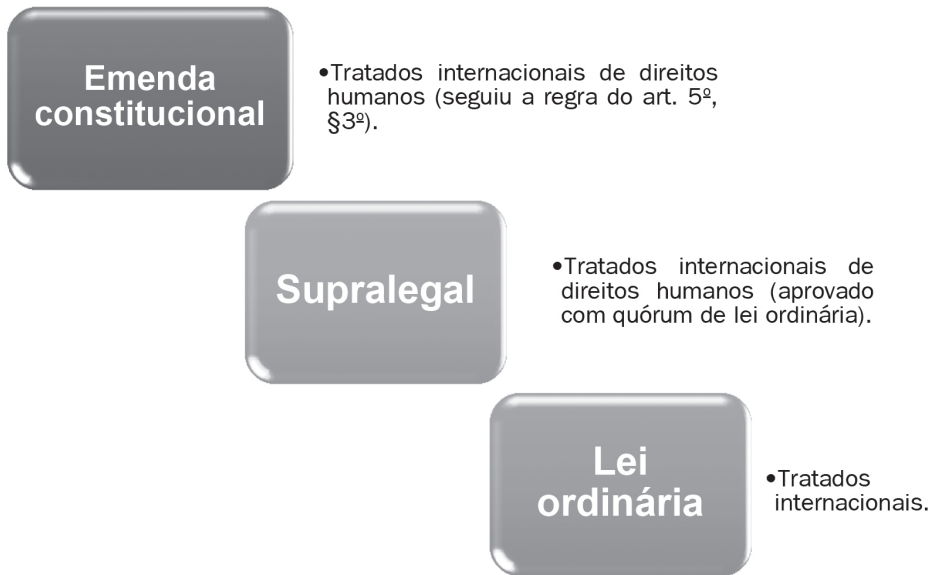 Emenda
constitucional
•Tratados internacionais de direitos
humanos (seguiu a regra do art. 5º,
§3º).
Supralegal
•Tratados internacionais de
direitos humanos (aprovado
com quórum de lei ordinária).
Lei
ordinária
•Tratados
internacionais.